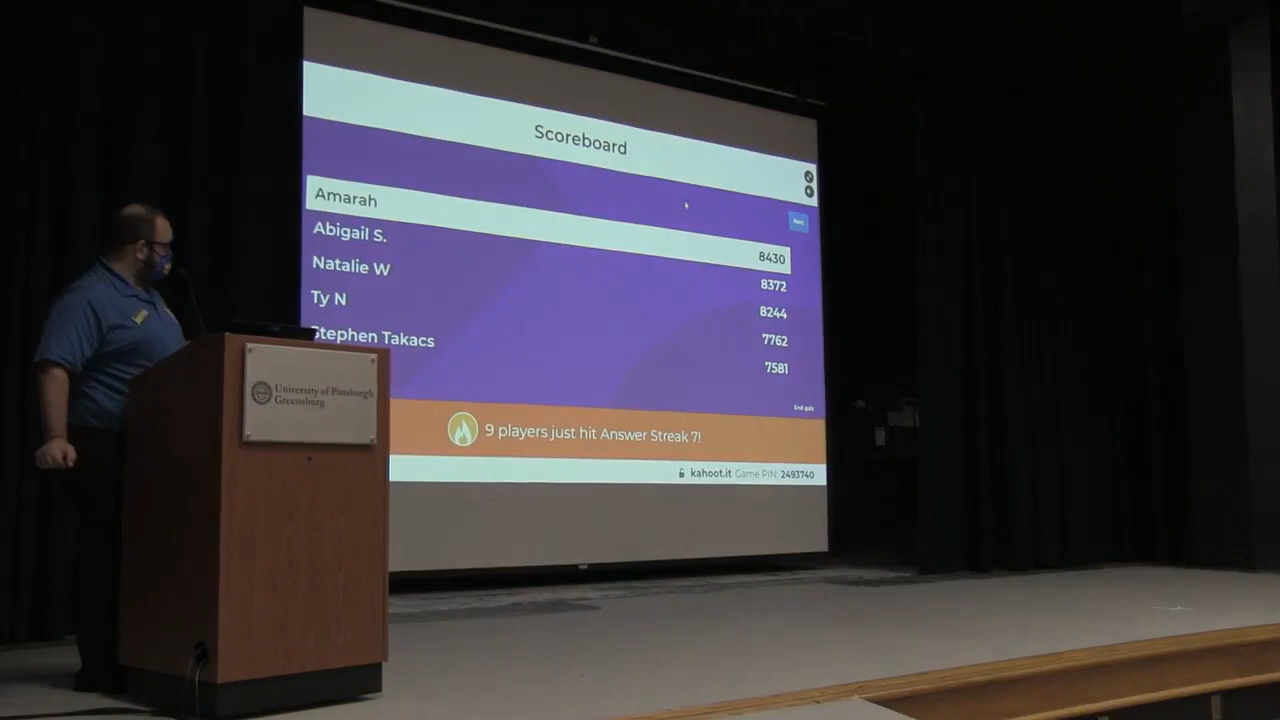 Scoreboard
Next
Amarah 8430
Abigail S. 8372
Natalie W 8244
Ty N 7762
Stephen Takacs 7581
End quiz
9 players just hit Answer Streak 7!
kahoot.it Game PIN: 2493740
University of Pittsburgh
Greensburg